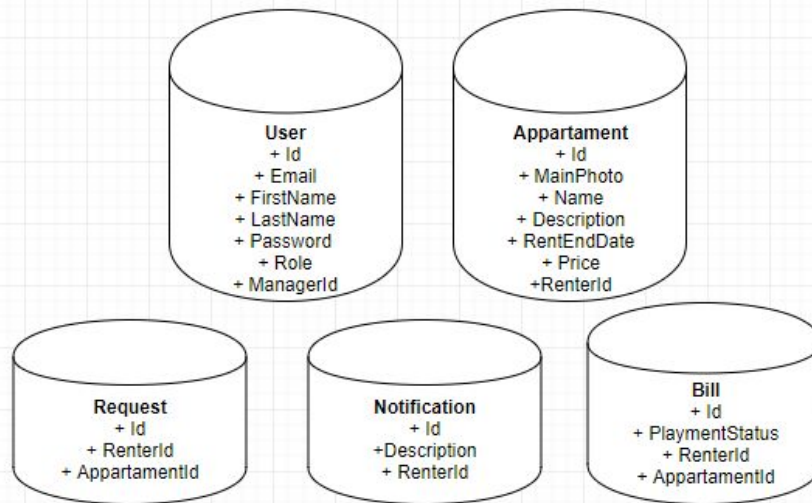 User
+ Id
+ Email
+ FirstName
+ LastName
+ Password
+ Role
+ ManagerId
Appartament
+ Id
+ MainPhoto
+ Name
+ Description
+ RentEndDate
+ Price
+RenterId
Request
+ Id
+ RenterId
+ AppartamentId
Notification
+ Id
+Description
+ RenterId
Bill
+ Id
+ PlaymentStatus
+ RenterId
+ AppartamentId